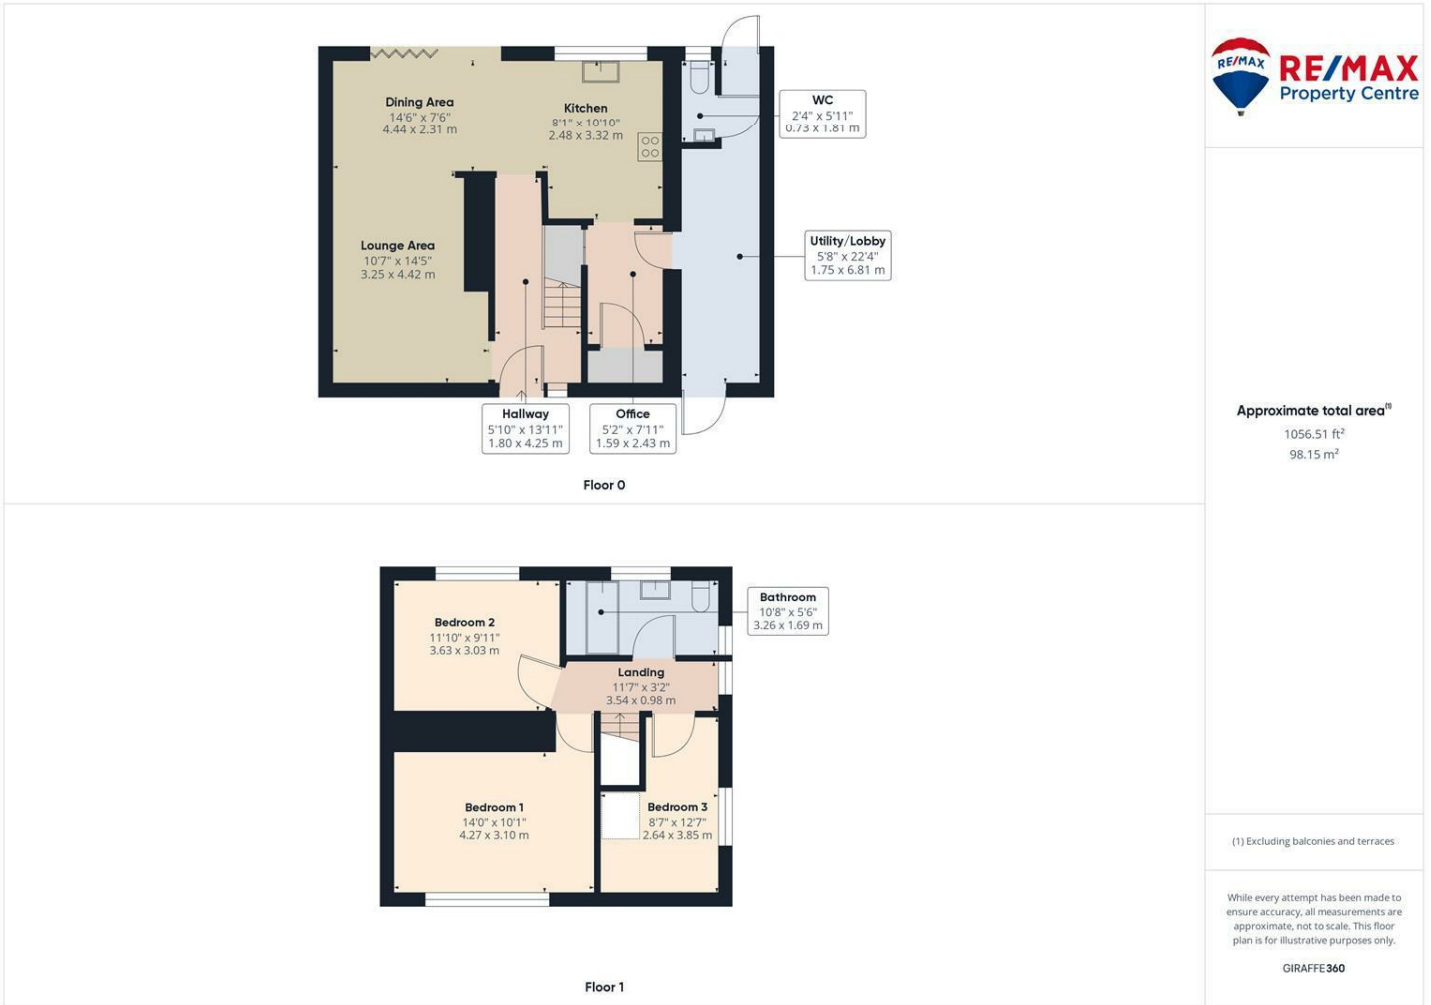 Dining Area
14'6" x 7'6"
4.44 x 2.31 m
Kitchen
8'1" x 10'10"
2.48 x 3.32 m
WC
2'4" x 5'11"
0.73 x 1.81 m
Lounge Area
10'7" x 14'5"
3.25 x 4.42 m
Utility/Lobby
5'8" x 22'4"
1.75 x 6.81 m
Hallway
5'10" x 13'11"
1.80 x 4.25 m
Office
5'2" x 7'11"
1.59 x 2.43 m
Floor 0
Bedroom 2
11'10" x 9'11"
3.63 x 3.03 m
Bathroom
10'8" x 5'6"
3.26 x 1.69 m
Landing
11'7" x 3'2"
3.54 x 0.98 m
Bedroom 1
14'0" x 10'1"
4.27 x 3.10 m
Bedroom 3
8'7" x 12'7"
2.64 x 3.85 m
Floor 1
RE/MAX
RE/MAX
Property Centre
Approximate total area⁽¹⁾
1056.51 ft²
98.15 m²
(1) Excluding balconies and terraces
While every attempt has been made to
ensure accuracy, all measurements are
approximate, not to scale. This floor
plan is for illustrative purposes only.
GIRAFFE360